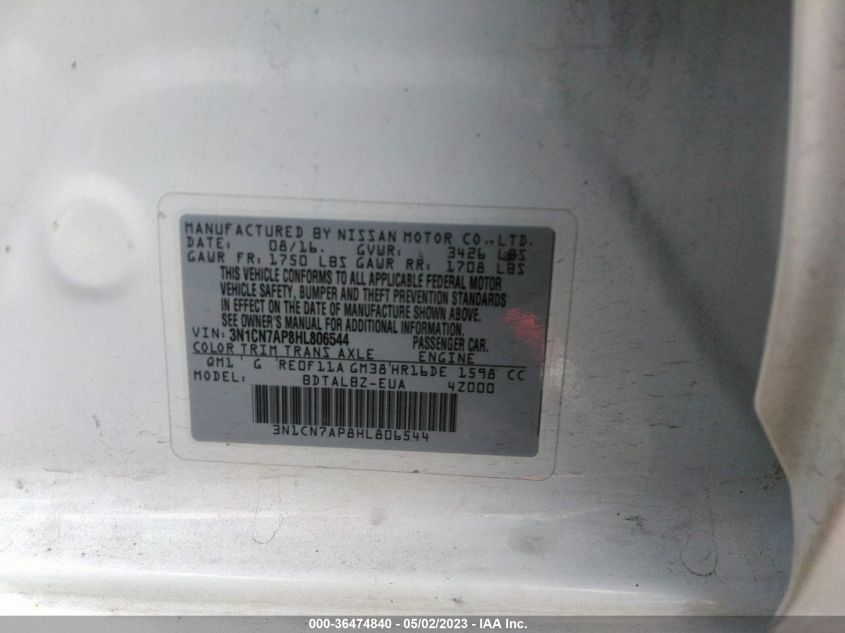 MANUFACTURED BY NISSAN MOTOR CO.,LTD.
DATE: 08/16. GVWR: 3426 LBS
GAWR FR: 1750 LBS GAWR RR: 1708 LBS
THIS VEHICLE CONFORMS TO ALL APPLICABLE FEDERAL MOTOR
VEHICLE SAFETY, BUMPER AND THEFT PREVENTION STANDARDS
IN EFFECT ON THE DATE OF MANUFACTURE SHOWN ABOVE.
SEE OWNER'S MANUAL FOR ADDITIONAL INFORMATION.
VIN: 3N1CN7AP8HL806544 PASSENGER CAR.
COLOR TRIM TRANS AXLE ENGINE
QM1 G RE0F11A GM38 HR16DE 1598 CC
MODEL: BDTALBZ-EUA 4Z000
3N1CN7AP8HL806544
000-36474840 - 05/02/2023 - IAA Inc.